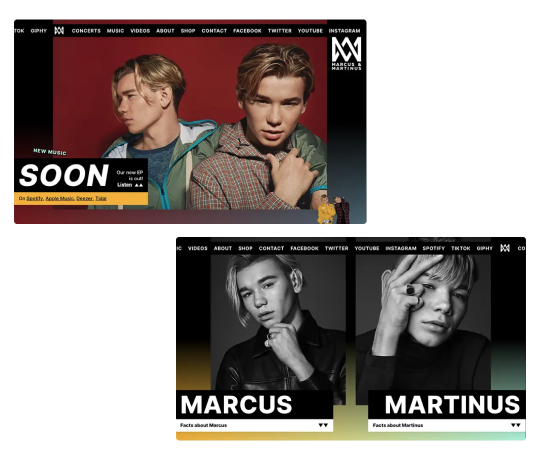 TOK GIPHY CONCERTS MUSIC VIDEOS ABOUT SHOP CONTACT FACEBOOK TWITTER YOUTUBE INSTAGRAM
MARCUS &
MARTINUS
NEW MUSIC
SOON
Our new EP
is out!
Listen ▲▲
On Spotify, Apple Music, Deezer, Tidal
IC VIDEOS ABOUT SHOP CONTACT FACEBOOK TWITTER YOUTUBE INSTAGRAM SPOTIFY TIKTOK GIPHY CO
MARCUS
Facts about Marcus ▼▼
MARTINUS
Facts about Martinus ▼▼